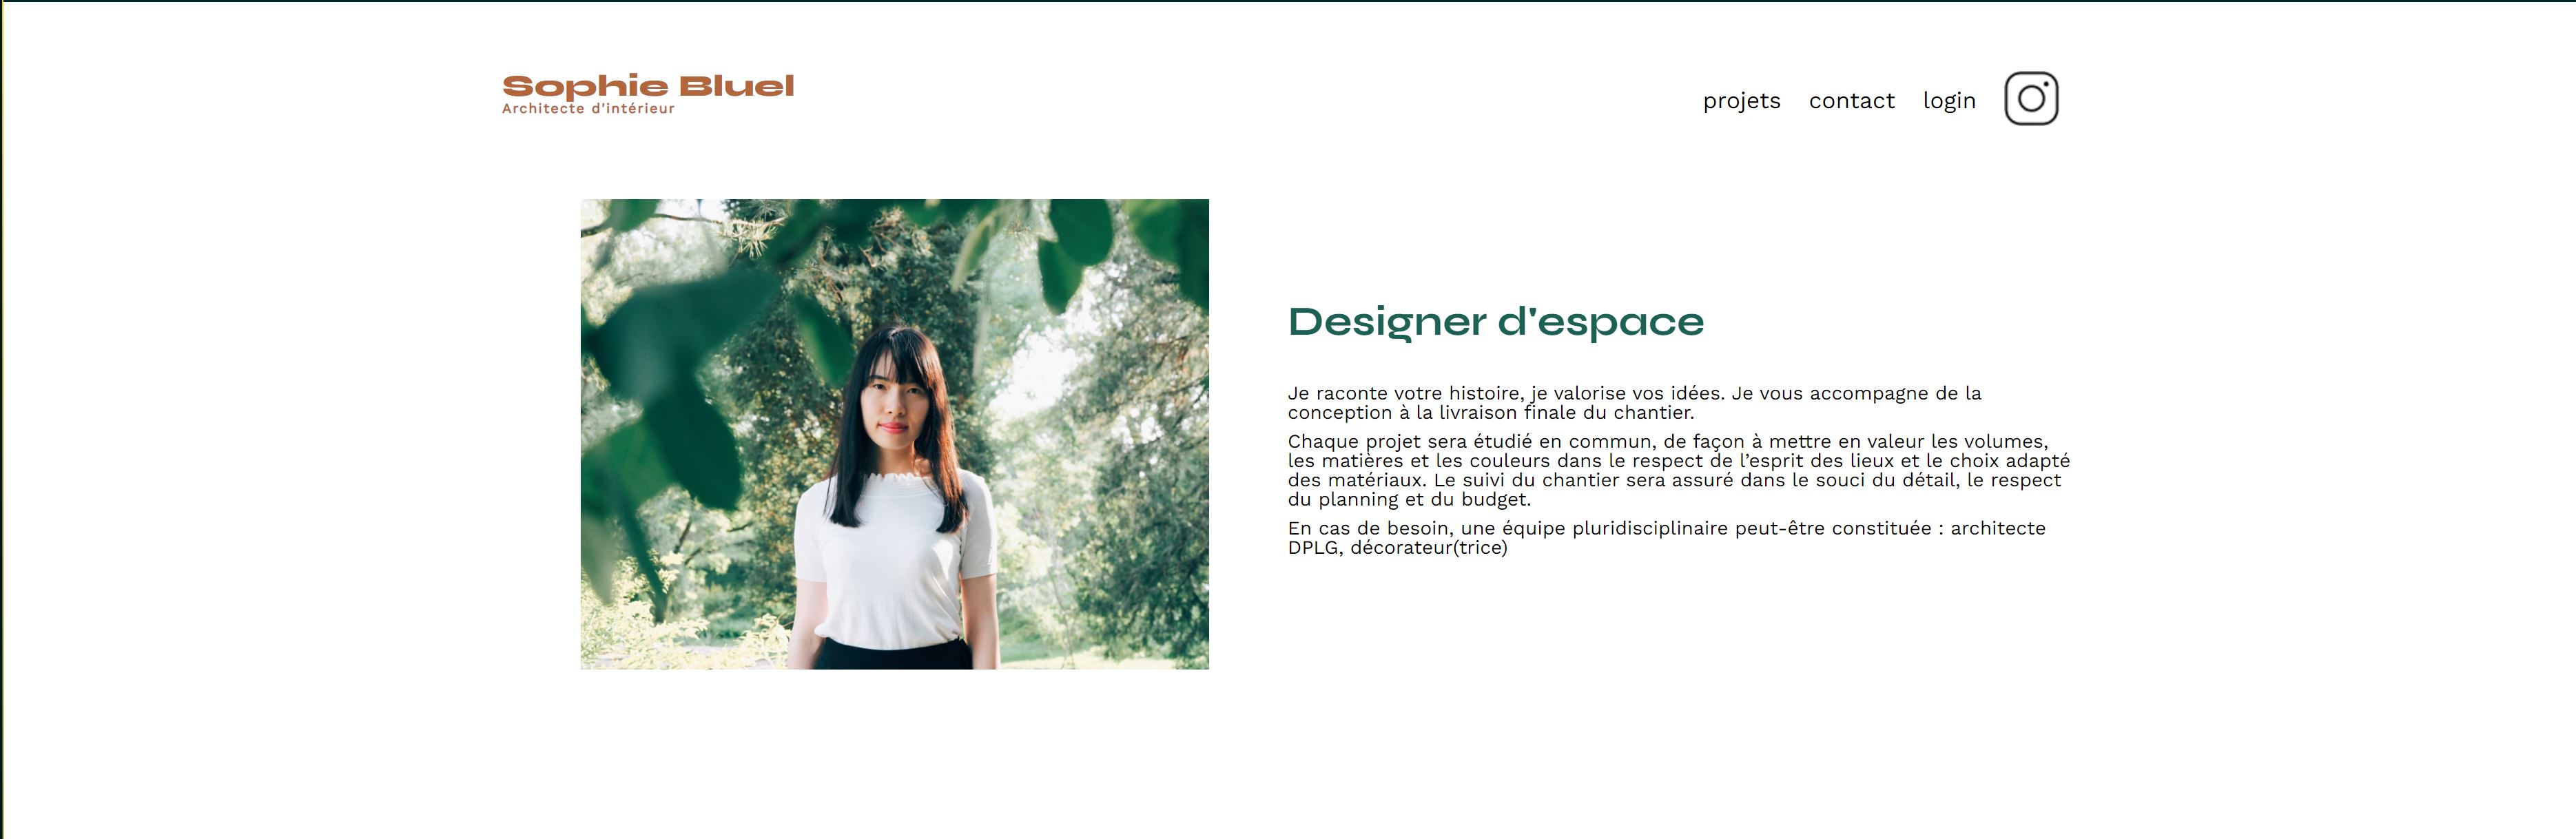 Sophie Bluel
Architecte d'intérieur
projets contact login
Designer d'espace
Je raconte votre histoire, je valorise vos idées. Je vous accompagne de la
conception à la livraison finale du chantier.
Chaque projet sera étudié en commun, de façon à mettre en valeur les volumes,
les matières et les couleurs dans le respect de l’esprit des lieux et le choix adapté
des matériaux. Le suivi du chantier sera assuré dans le souci du détail, le respect
du planning et du budget.
En cas de besoin, une équipe pluridisciplinaire peut-être constituée : architecte
DPLG, décorateur(trice)